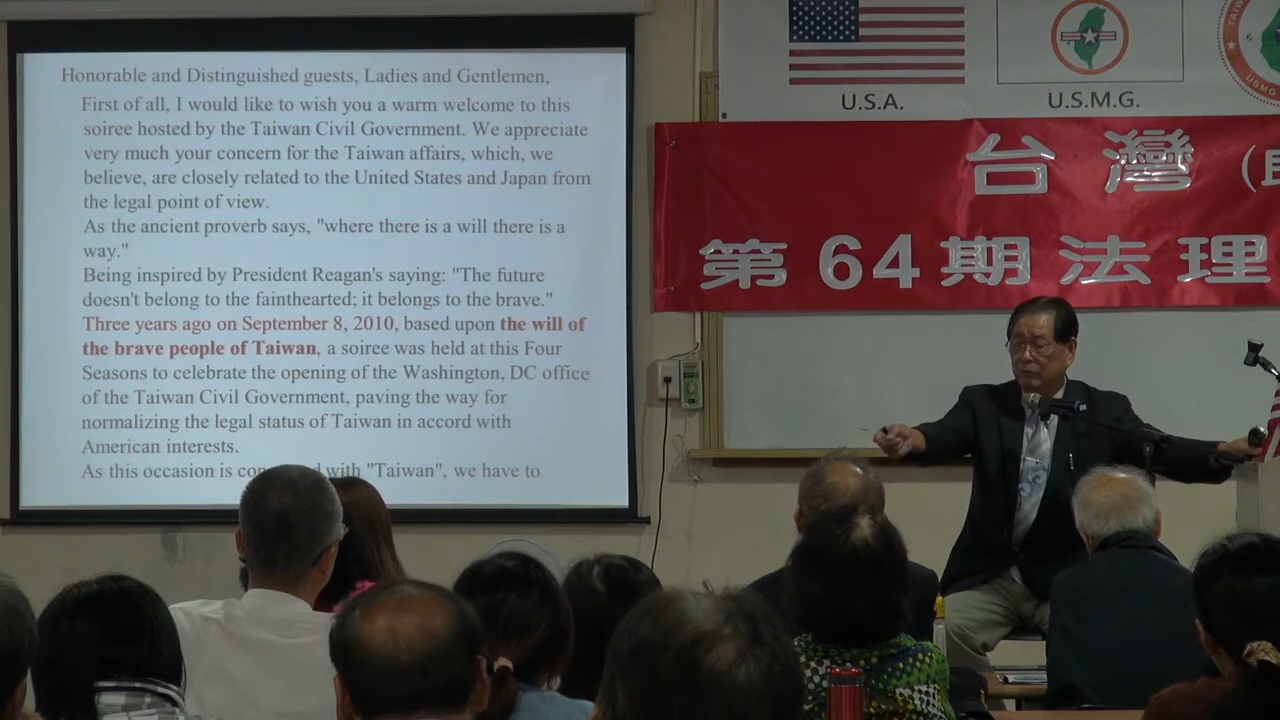 Honorable and Distinguished guests, Ladies and Gentlemen,
First of all, I would like to wish you a warm welcome to this
soiree hosted by the Taiwan Civil Government. We appreciate
very much your concern for the Taiwan affairs, which, we
believe, are closely related to the United States and Japan from
the legal point of view.
As the ancient proverb says, "where there is a will there is a
way."
Being inspired by President Reagan's saying: "The future
doesn't belong to the fainthearted; it belongs to the brave."
Three years ago on September 8, 2010, based upon the will of
the brave people of Taiwan, a soiree was held at this Four
Seasons to celebrate the opening of the Washington, DC office
of the Taiwan Civil Government, paving the way for
normalizing the legal status of Taiwan in accord with
American interests.
As this occasion is with "Taiwan", we have to
U.S.A.
U.S.M.G.
TAIW
USMG
台灣(
第64期法理